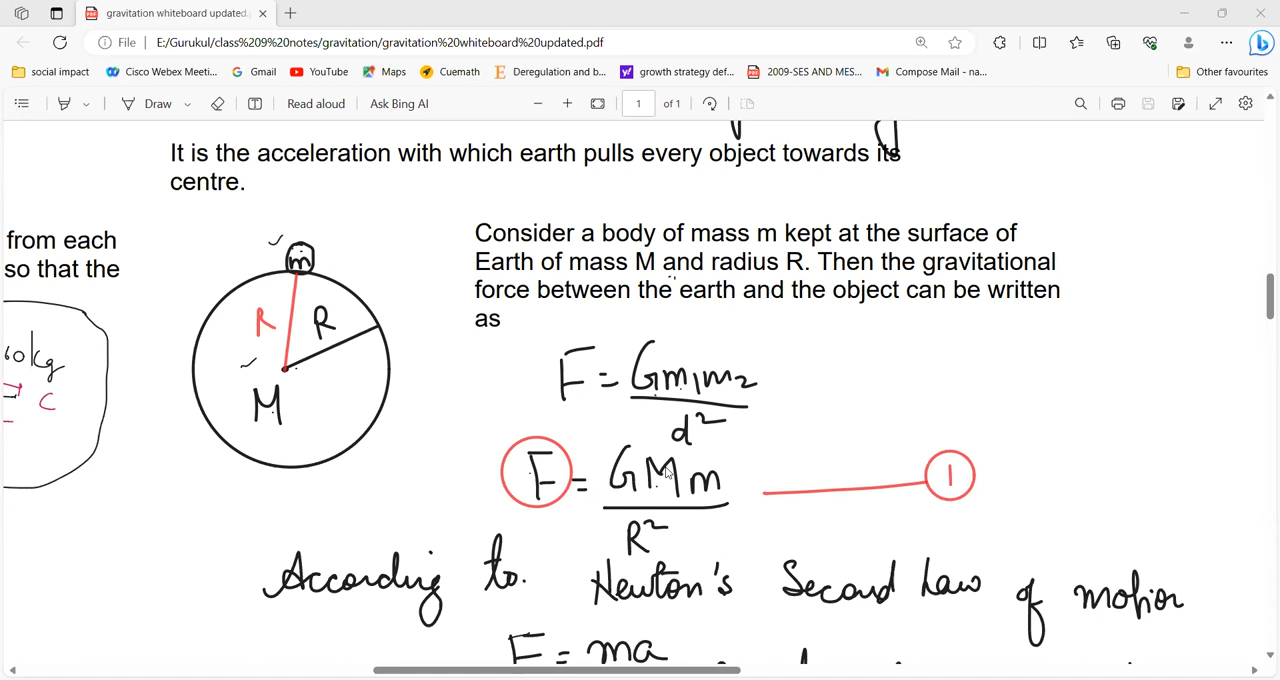 gravitation whiteboard updated.
File E:/Gurukul/class%209%20notes/gravitation/gravitation%20whiteboard%20updated.pdf
social impact Cisco Webex Meeti... Gmail YouTube Maps Cuemath Deregulation and b... growth strategy def... 2009-SES AND MES... Compose Mail - na... Other favourites
Draw Read aloud Ask Bing AI 1 of 1
It is the acceleration with which earth pulls every object towards its
centre.
from each
so that the
60kg
C
m
R
R
M
Consider a body of mass m kept at the surface of
Earth of mass M and radius R. Then the gravitational
force between the earth and the object can be written
as
F = Gm1m2
d²
F = GMm
R²
1
According to Newton's Second Law of motion
F = ma